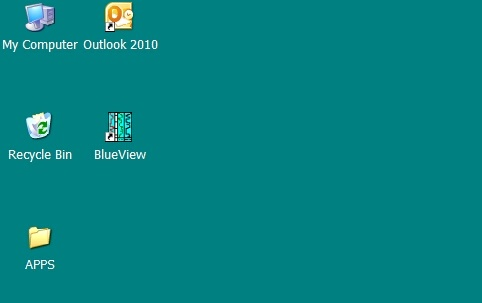 My Computer
Outlook 2010
Recycle Bin
BlueView
APPS